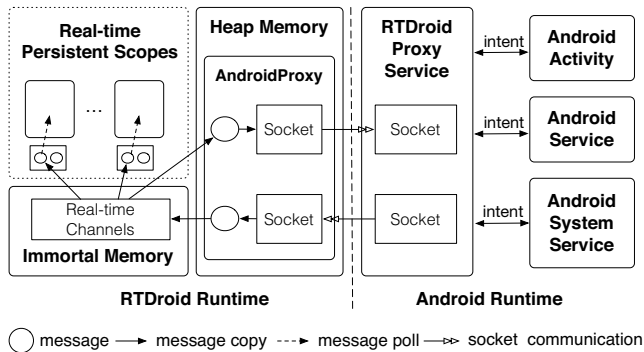 Real-time
Persistent Scopes
...
Real-time
Channels
Immortal Memory
Heap Memory
AndroidProxy
Socket
Socket
RTDroid
Proxy
Service
Socket
Socket
intent
Android
Activity
intent
Android
Service
intent
Android
System
Service
RTDroid Runtime
Android Runtime
message
message copy
message poll
socket communication